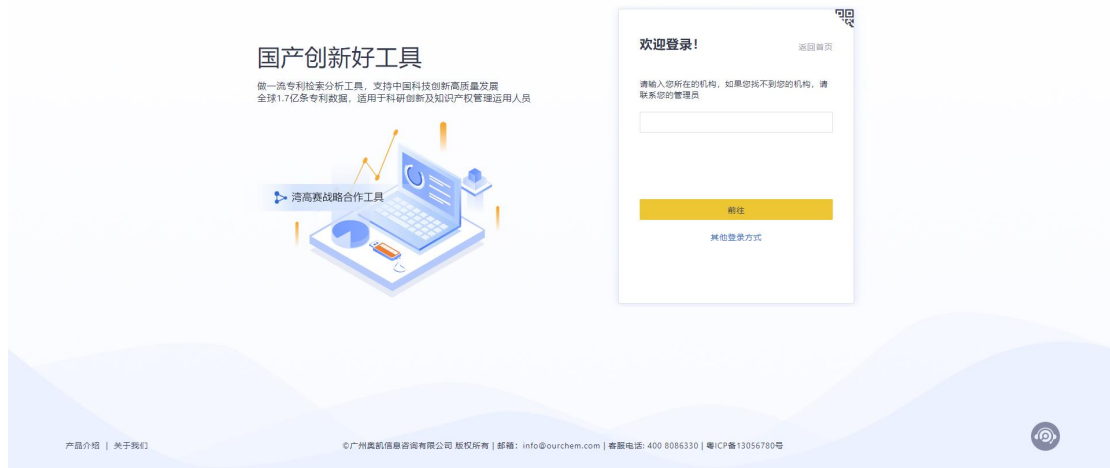 国产创新好工具
做一流专利检索分析工具，支持中国科技创新高质量发展
全球1.7亿条专利数据，适用于科研创新及知识产权管理运用人员
湾高赛战略合作工具
欢迎登录！
返回首页
请输入您所在的机构，如果您找不到您的机构，请
联系您的管理员
前往
其他登录方式
产品介绍 | 关于我们
©广州奥凯信息咨询有限公司 版权所有 | 邮箱：info@ourchem.com | 客服电话: 400 8086330 | 粤ICP备13056780号